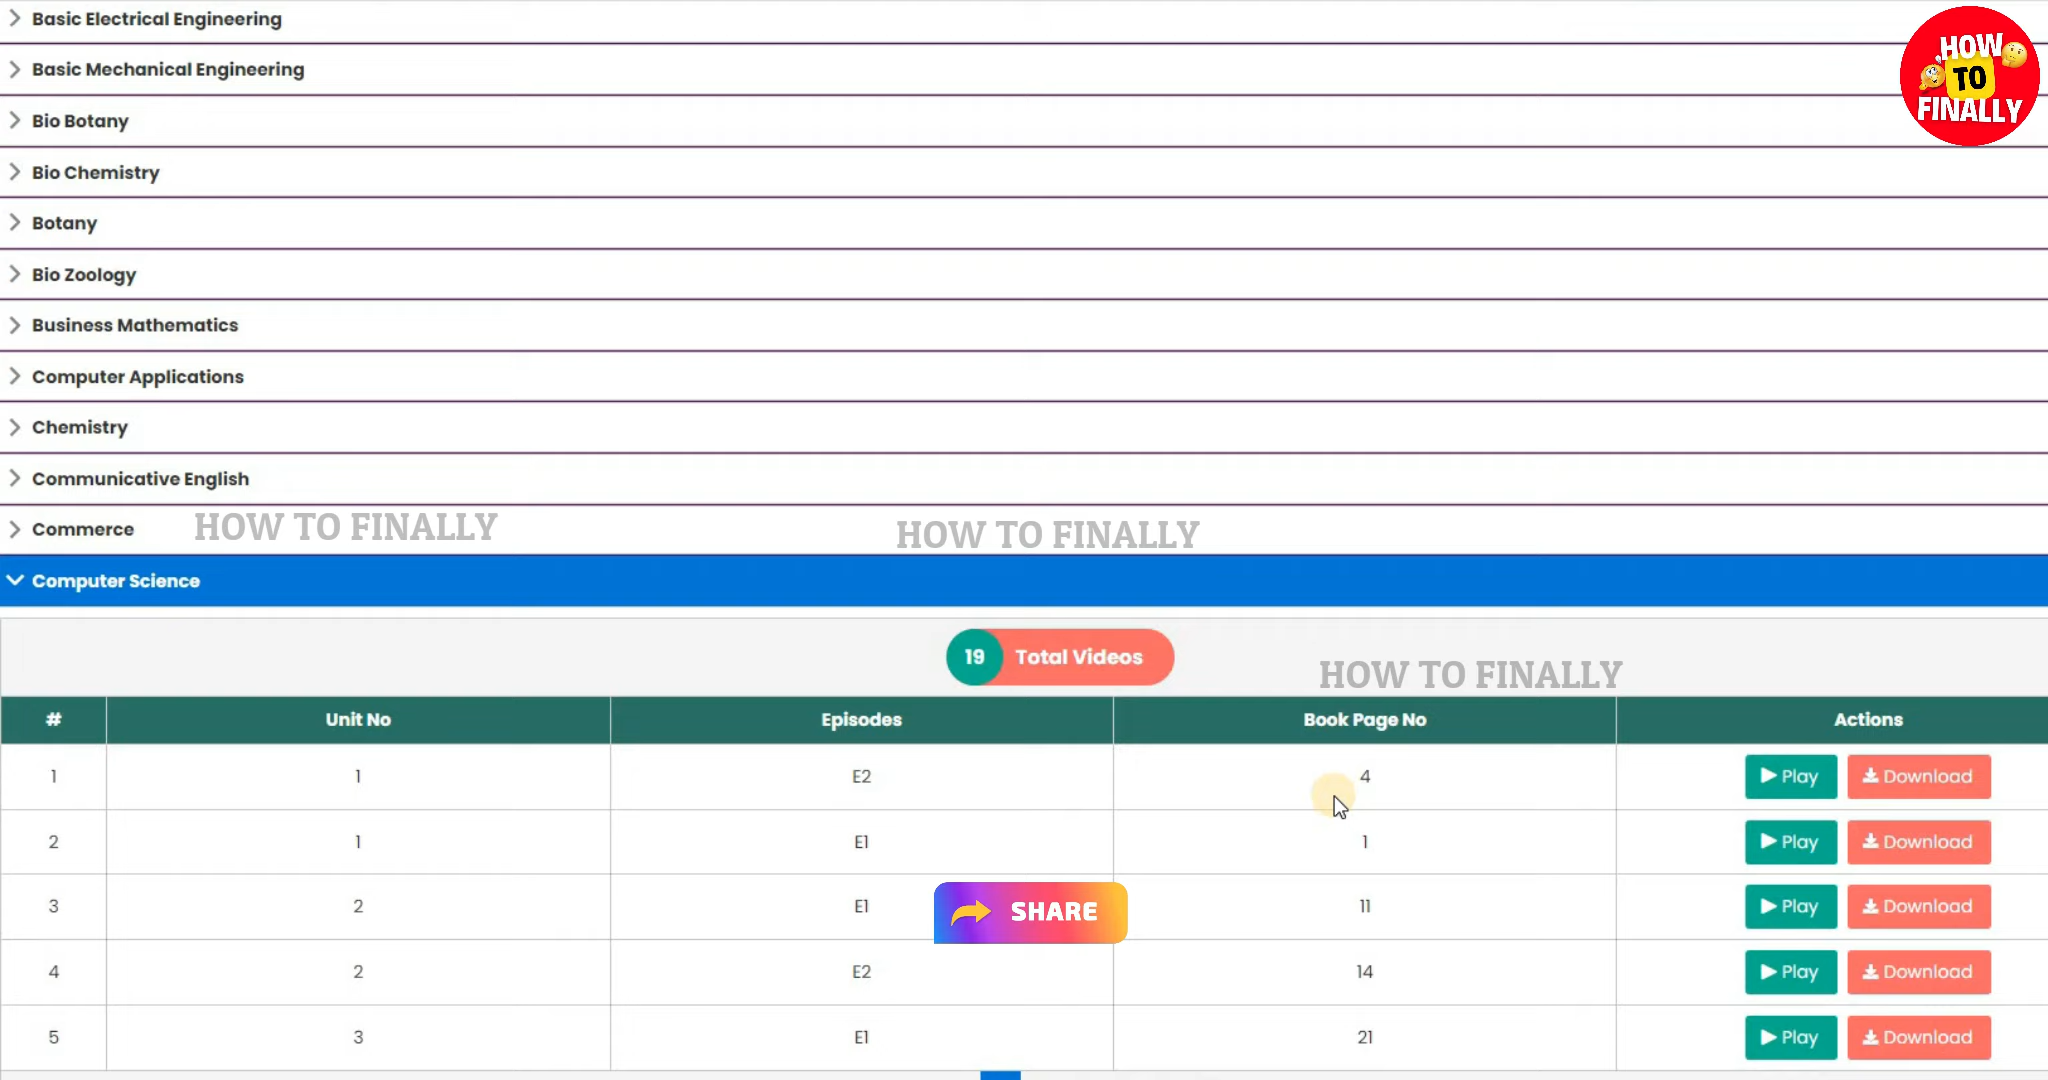 Basic Electrical Engineering
Basic Mechanical Engineering
Bio Botany
Bio Chemistry
Botany
Bio Zoology
Business Mathematics
Computer Applications
Chemistry
Communicative English
Commerce
Computer Science
HOW TO FINALLY
HOW TO FINALLY
HOW TO FINALLY
HOW
TO
FINALLY
19 Total Videos
# Unit No Episodes Book Page No Actions
1 1 E2 4 Play Download
2 1 E1 1 Play Download
3 2 E1 11 Play Download
SHARE
4 2 E2 14 Play Download
5 3 E1 21 Play Download